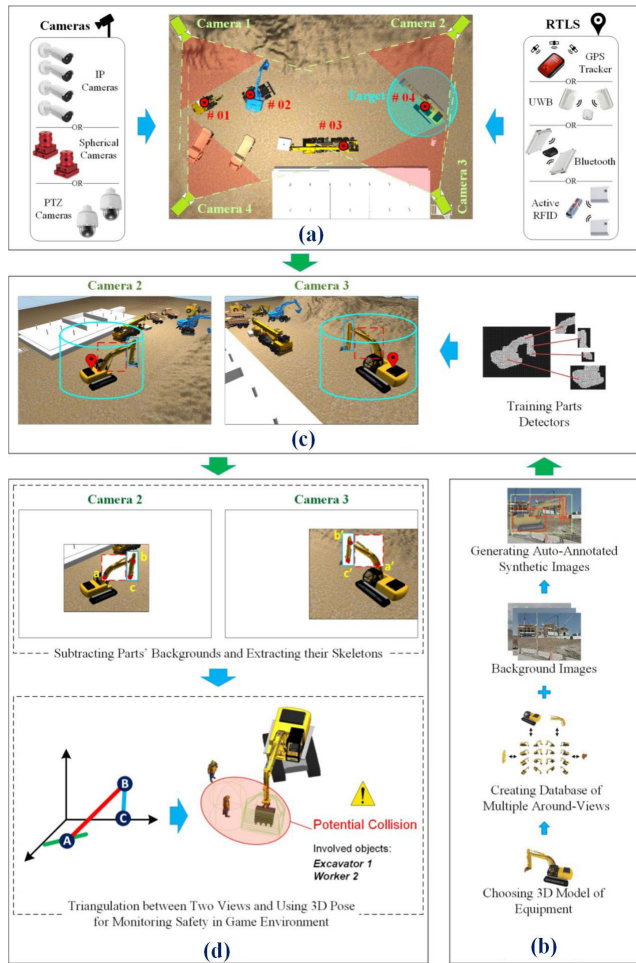 Cameras
IP
Cameras
OR
Spherical
Cameras
OR
PTZ
Cameras
Camera 1
Camera 2
# 01
# 02
Target
# 04
# 03
Camera 4
Camera 3
(a)
RTLS
GPS
Tracker
OR
UWB
OR
Bluetooth
OR
Active
RFID
Camera 2
Camera 3
(c)
Training Parts
Detectors
Camera 2
Camera 3
a
b
c
b'
c'
a'
Subtracting Parts' Backgrounds and Extracting their Skeletons
A
B
C
Potential Collision
Involved objects:
Excavator 1
Worker 2
Triangulation between Two Views and Using 3D Pose
for Monitoring Safety in Game Environment
(d)
Generating Auto-Annotated
Synthetic Images
Background Images
Creating Database of
Multiple Around-Views
Choosing 3D Model of
Equipment
(b)